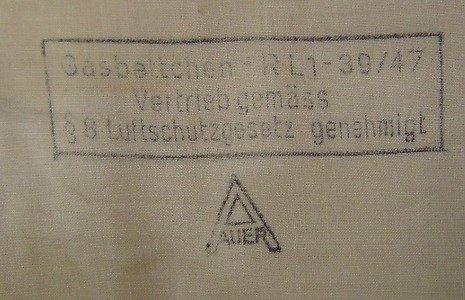 Gasbettchen - RL1-39/47
Vertrieb gemäss
§ 8 Luftschutzgesetz genehmigt
AUER